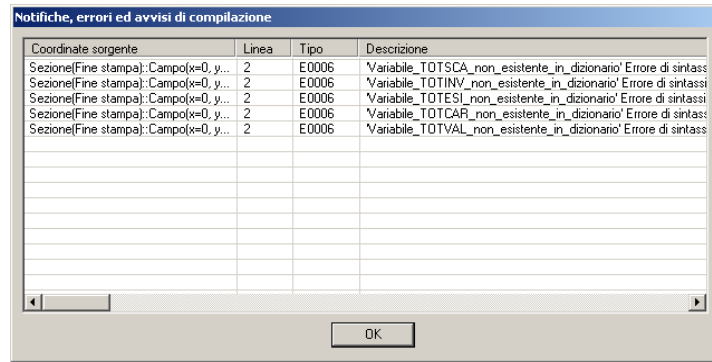 Notifiche, errori ed avvisi di compilazione
Coordinate sorgente Linea Tipo Descrizione
Sezione(Fine stampa)::Campo(x=0, y... 2 E0006 'Variabile_TOTSCA_non_esistente_in_dizionario' Errore di sintass
Sezione(Fine stampa)::Campo(x=0, y... 2 E0006 'Variabile_TOTINV_non_esistente_in_dizionario' Errore di sintassi
Sezione(Fine stampa)::Campo(x=0, y... 2 E0006 'Variabile_TOTESI_non_esistente_in_dizionario' Errore di sintassi
Sezione(Fine stampa)::Campo(x=0, y... 2 E0006 'Variabile_TOTCAR_non_esistente_in_dizionario' Errore di sintass
Sezione(Fine stampa)::Campo(x=0, y... 2 E0006 'Variabile_TOTVAL_non_esistente_in_dizionario' Errore di sintass
OK